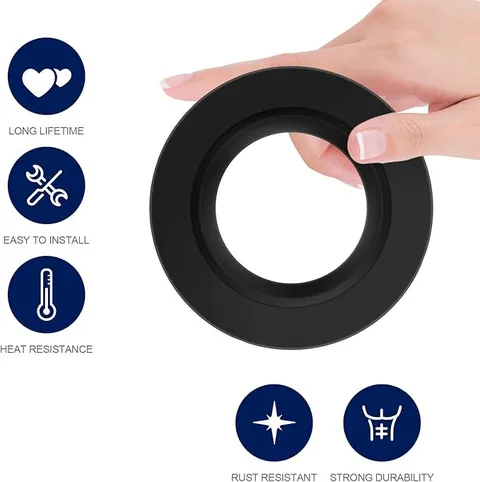 LONG LIFETIME
EASY TO INSTALL
HEAT RESISTANCE
RUST RESISTANT
STRONG DURABILITY